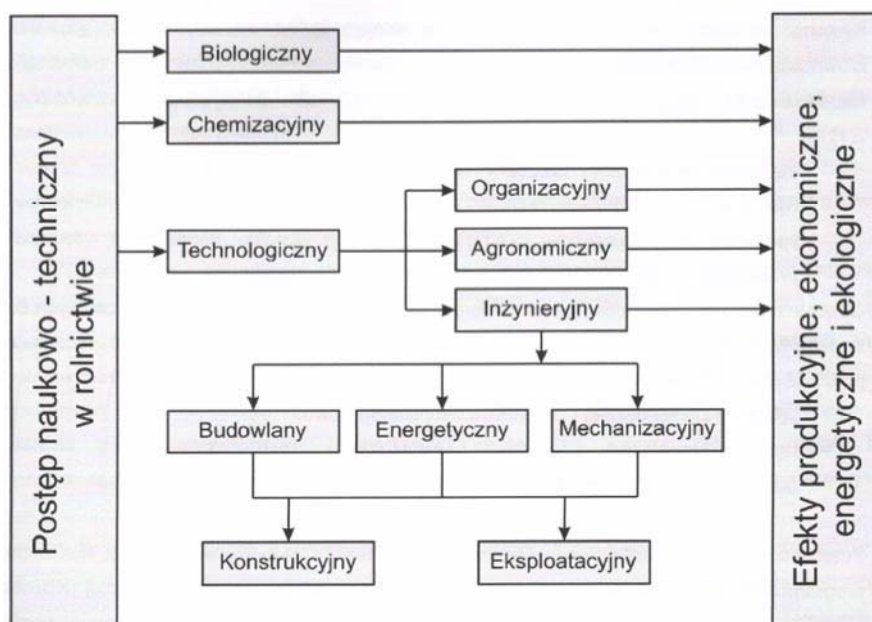 Postęp naukowo - techniczny
w rolnictwie
Biologiczny
Chemizacyjny
Organizacyjny
Technologiczny
Agronomiczny
Inżynieryjny
Budowlany
Energetyczny
Mechanizacyjny
Konstrukcyjny
Eksploatacyjny
Efekty produkcyjne, ekonomiczne,
energetyczne i ekologiczne